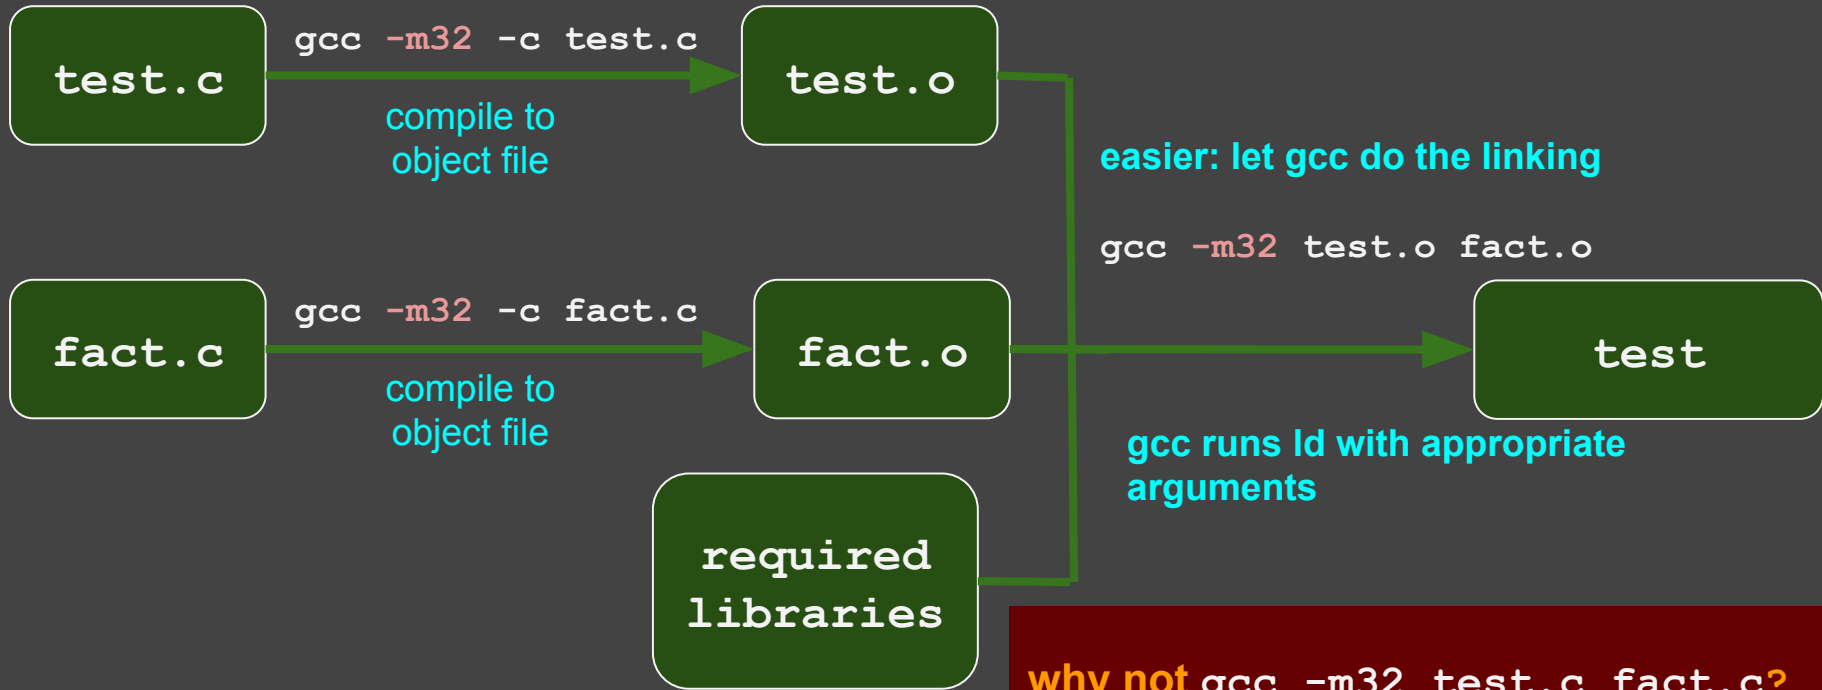 gcc -m32 -c test.c
test.c
test.o
compile to
object file
easier: let gcc do the linking
gcc -m32 test.o fact.o
gcc -m32 -c fact.c
fact.c
fact.o
test
compile to
object file
gcc runs ld with appropriate
arguments
required
libraries
why not gcc -m32 test.c fact.c?